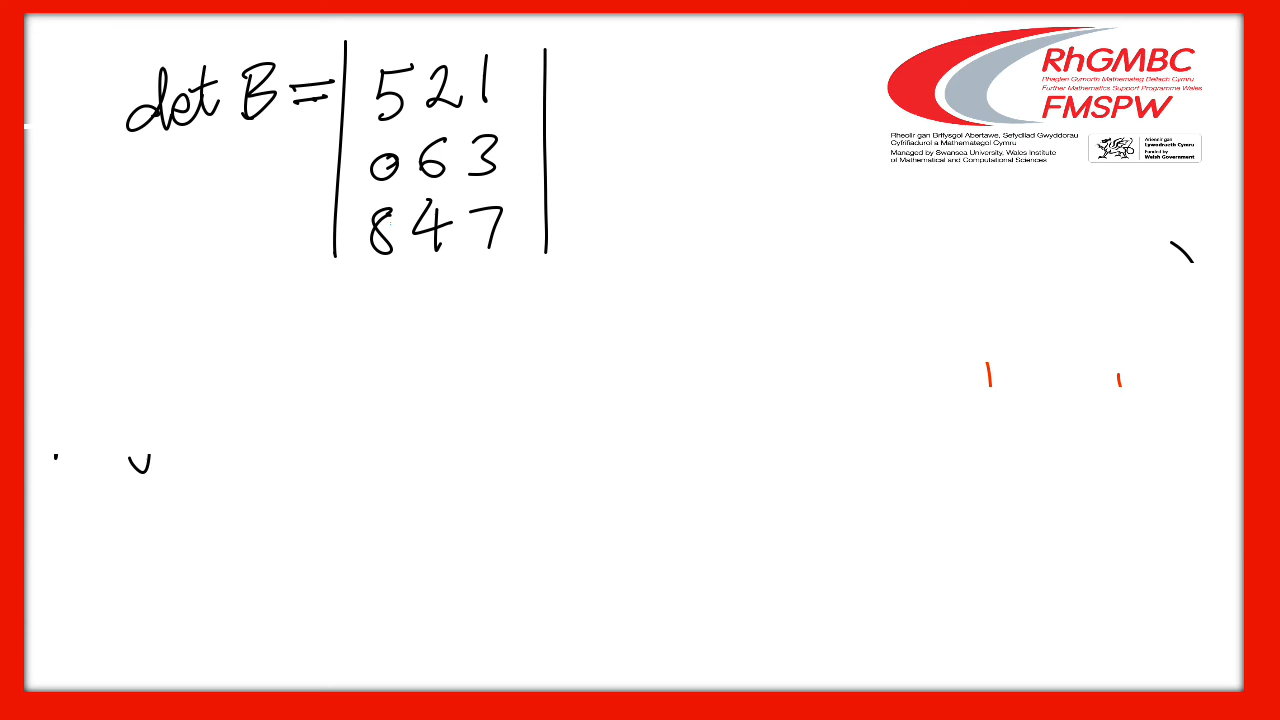 det B = | 5 2 1 |
0 6 3
8 4 7
RhGMBC
Rhaglen Gymorth Mathemateg Bellach Cymru
Further Mathematics Support Programme Wales
FMSPW
Rheolir gan Brifysgol Abertawe, Sefydliad Gwyddorau
Cyfrifiadurol a Mathemategol Cymru
Managed by Swansea University, Wales Institute
of Mathematical and Computational Sciences
Ariennir gan
Lywodraeth Cymru
Funded by
Welsh Government